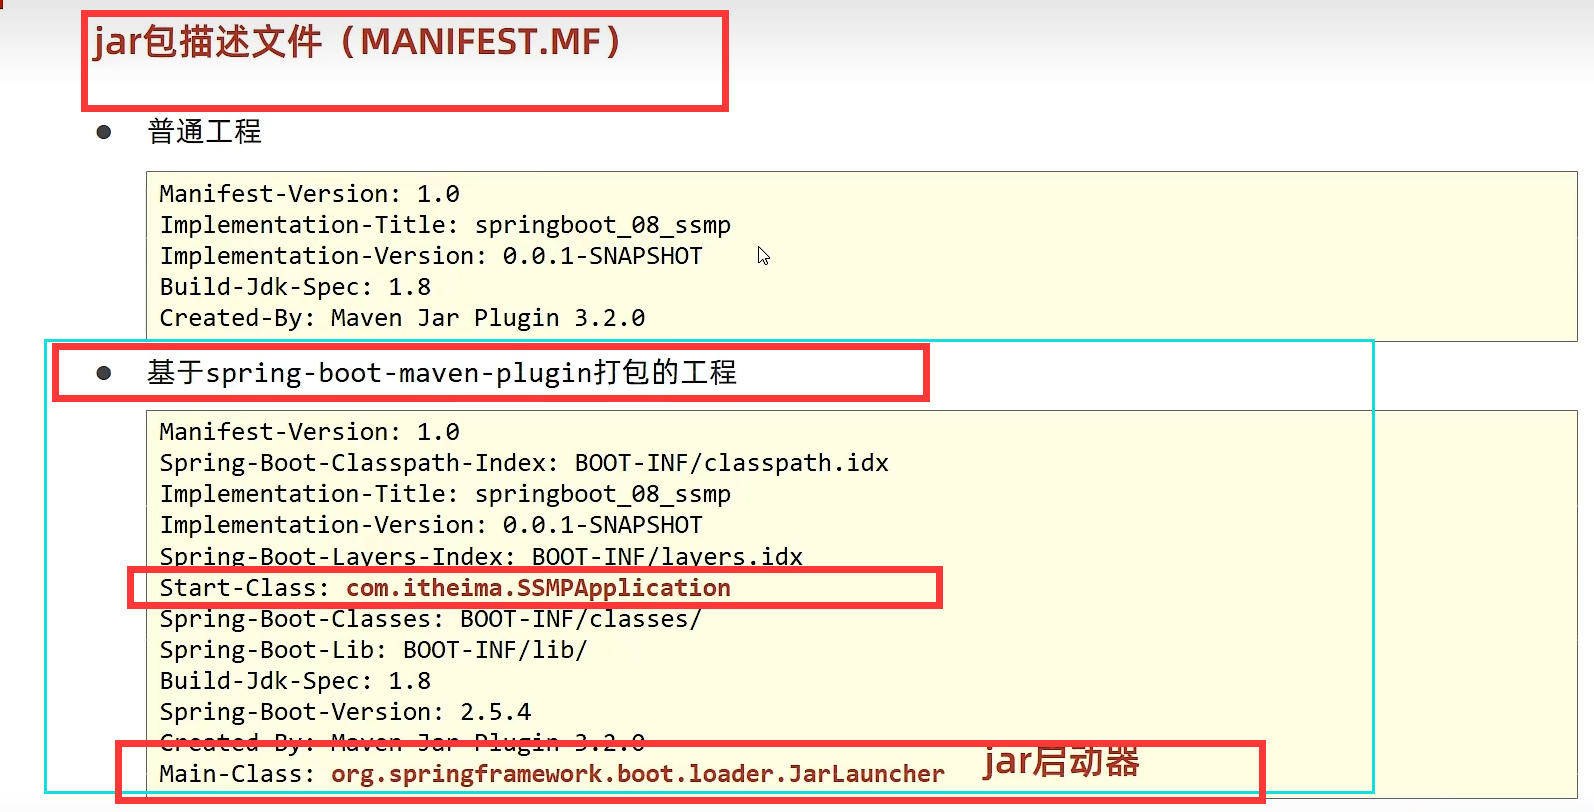 jar包描述文件（MANIFEST.MF）
普通工程
Manifest-Version: 1.0
Implementation-Title: springboot_08_ssmp
Implementation-Version: 0.0.1-SNAPSHOT
Build-Jdk-Spec: 1.8
Created-By: Maven Jar Plugin 3.2.0
基于spring-boot-maven-plugin打包的工程
Manifest-Version: 1.0
Spring-Boot-Classpath-Index: BOOT-INF/classpath.idx
Implementation-Title: springboot_08_ssmp
Implementation-Version: 0.0.1-SNAPSHOT
Spring-Boot-Layers-Index: BOOT-INF/layers.idx
Start-Class: com.itheima.SSMPApplication
Spring-Boot-Classes: BOOT-INF/classes/
Spring-Boot-Lib: BOOT-INF/lib/
Build-Jdk-Spec: 1.8
Spring-Boot-Version: 2.5.4
Created-By: Maven Jar Plugin 3.2.0
Main-Class: org.springframework.boot.loader.JarLauncher
jar启动器